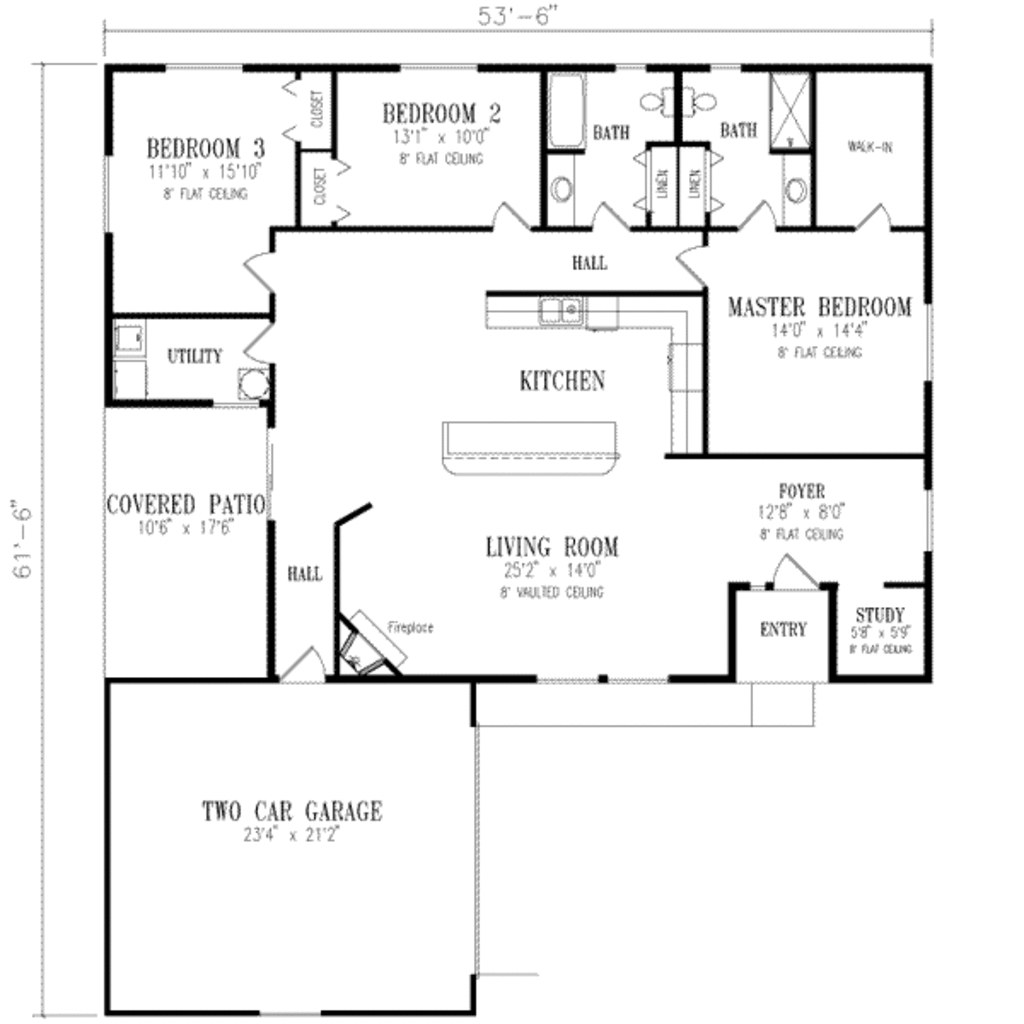 53'-6"
BEDROOM 3
11'10" x 15'10"
8' FLAT CEILING
CLOSET
CLOSET
BEDROOM 2
13'1" x 10'0"
8' FLAT CEILING
BATH
LINEN
LINEN
BATH
WALK-IN
HALL
MASTER BEDROOM
14'0" x 14'4"
8' FLAT CEILING
UTILITY
KITCHEN
61'-6"
COVERED PATIO
10'6" x 17'6"
HALL
LIVING ROOM
25'2" x 14'0"
8' VAULTED CEILING
FOYER
12'8" x 8'0"
8' FLAT CEILING
Fireplace
ENTRY
STUDY
5'8" x 5'9"
8' FLAT CEILING
TWO CAR GARAGE
23'4" x 21'2"